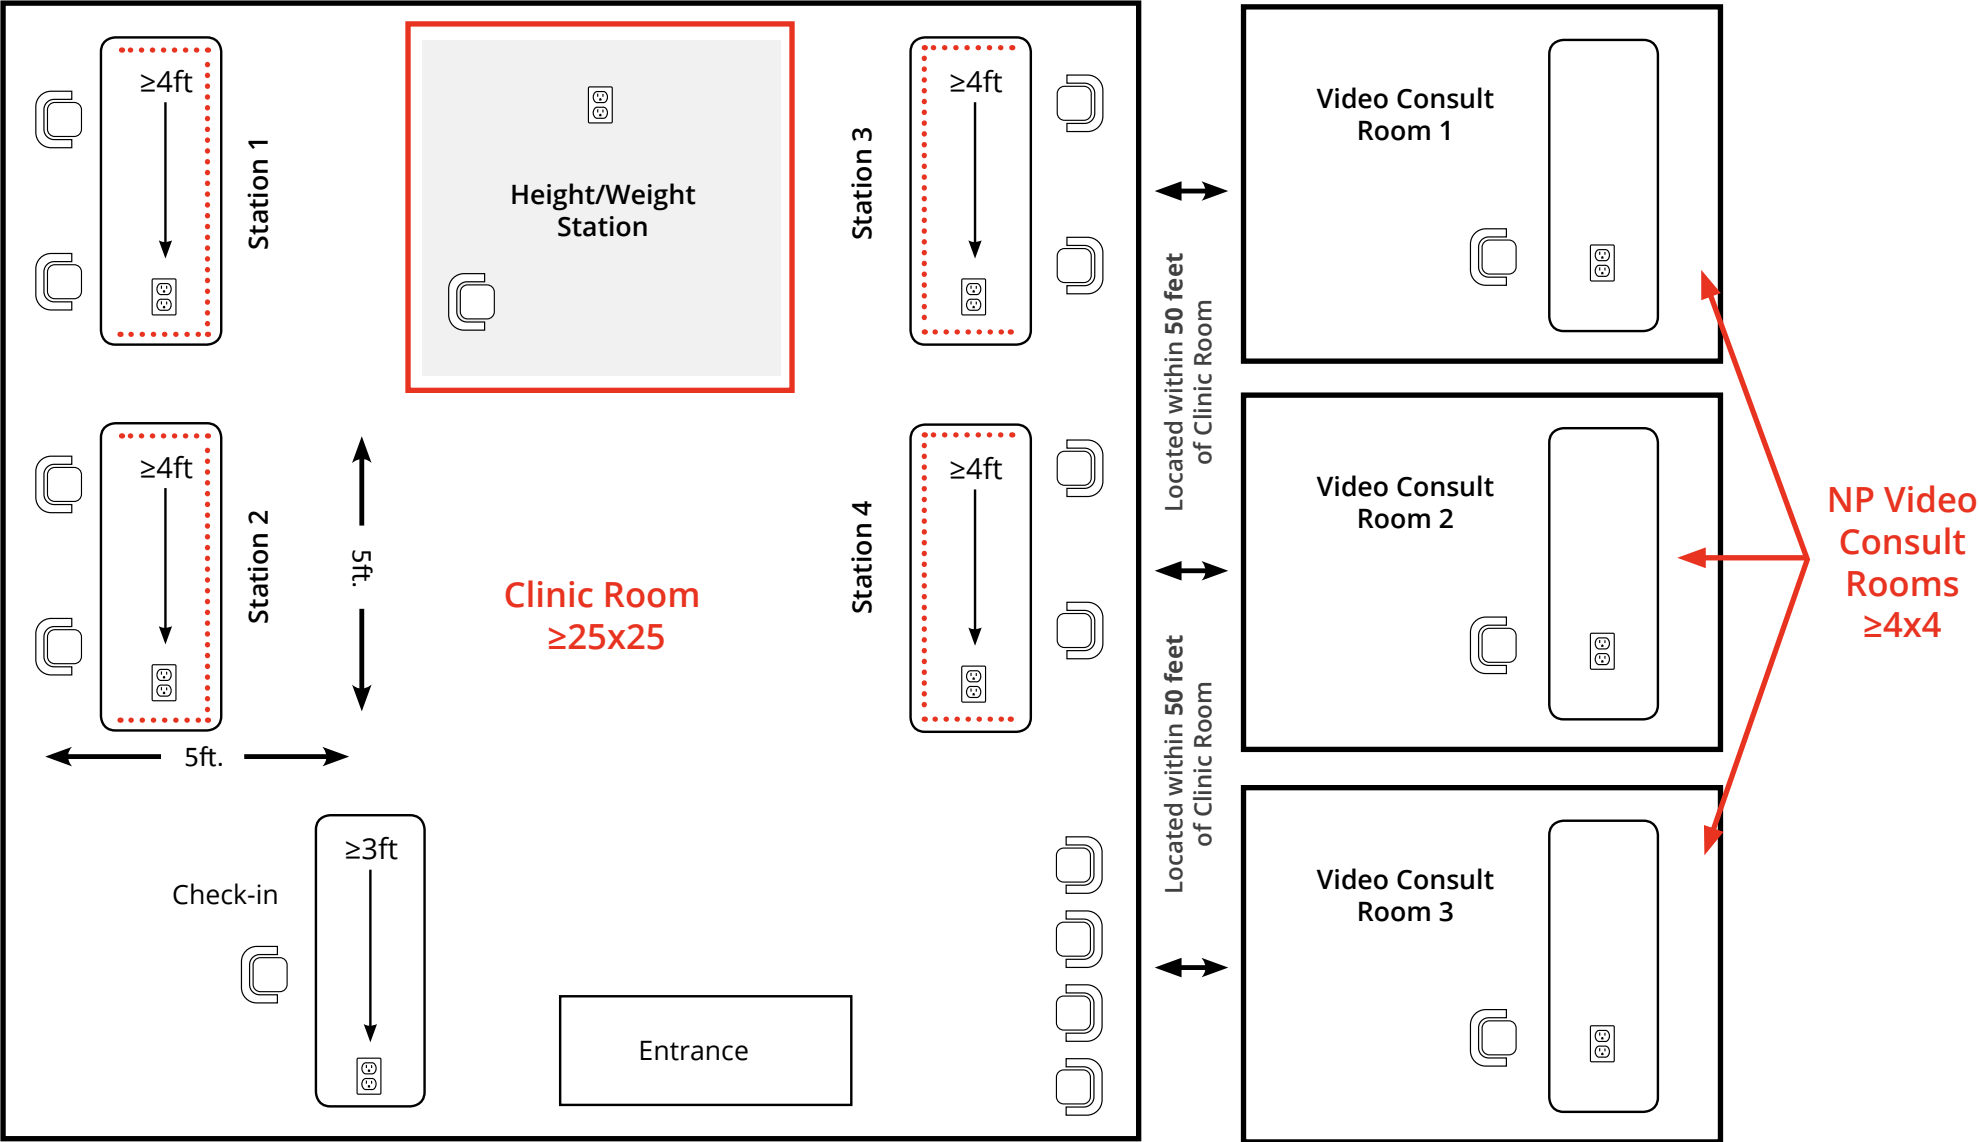 ≥4ft
Station 1
Height/Weight
Station
Station 3
≥4ft
≥4ft
Station 2
5ft.
5ft.
Clinic Room
≥25x25
Station 4
≥4ft
Check-in
≥3ft
Entrance
Located within 50 feet
of Clinic Room
Located within 50 feet
of Clinic Room
Video Consult
Room 1
Video Consult
Room 2
Video Consult
Room 3
NP Video
Consult
Rooms
≥4x4